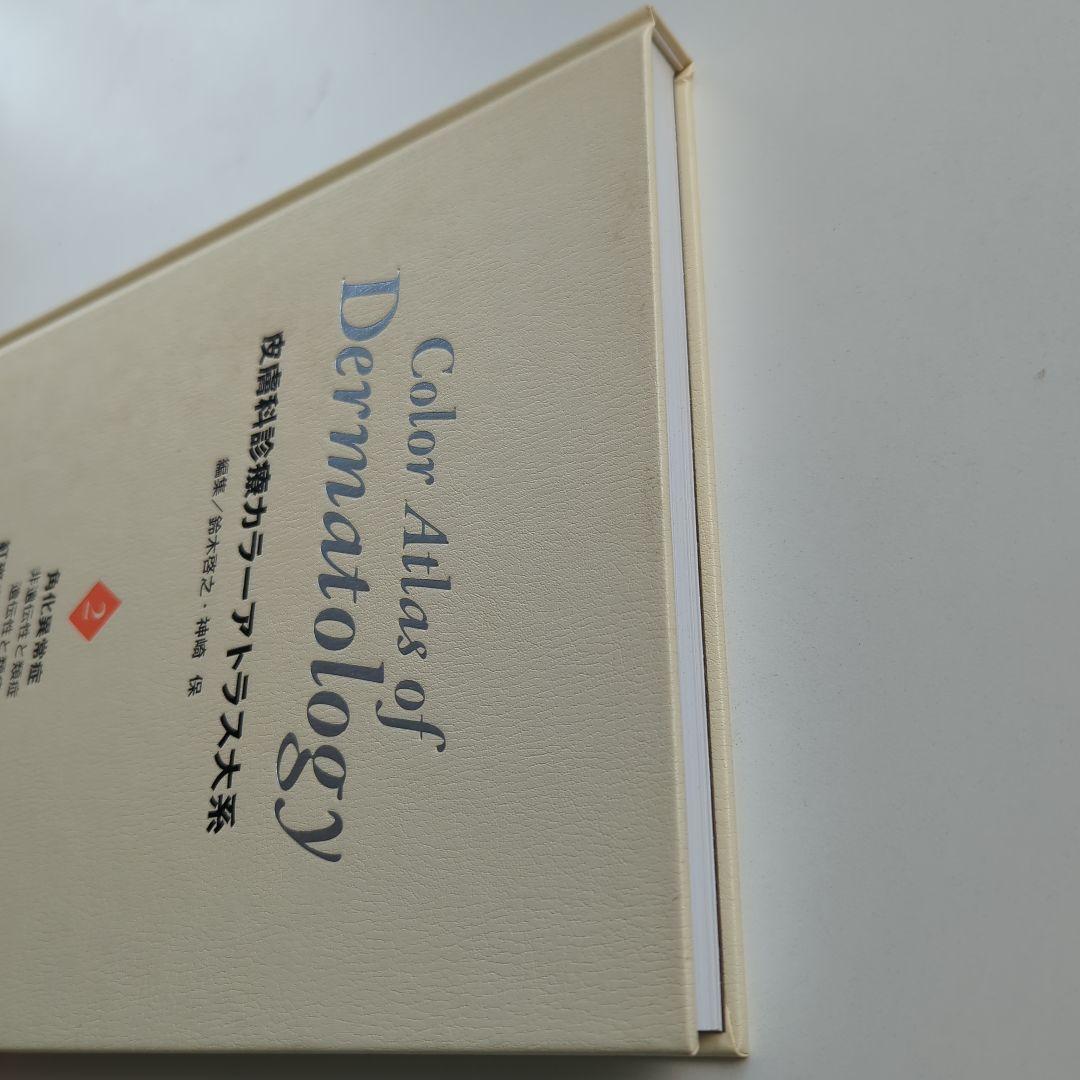 Color Atlas of
Dermatology
皮膚科診療カラーアトラス大系
編集／鈴木啓之・神崎 保
2
角化異常症
非遺伝性と類症
遺伝性と類症